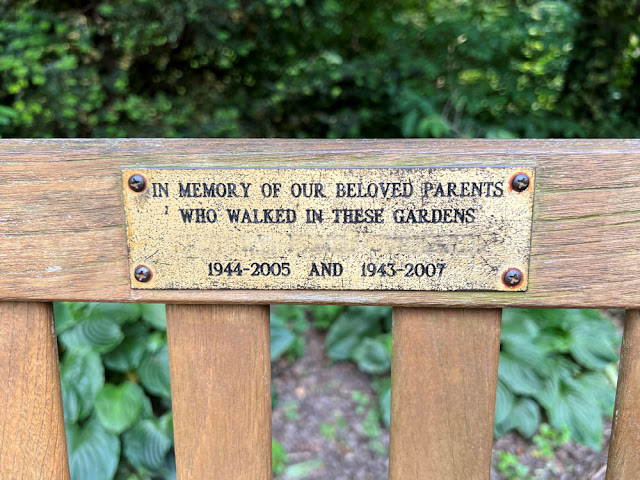 IN MEMORY OF OUR BELOVED PARENTS
WHO WALKED IN THESE GARDENS
1944-2005 AND 1943-2007